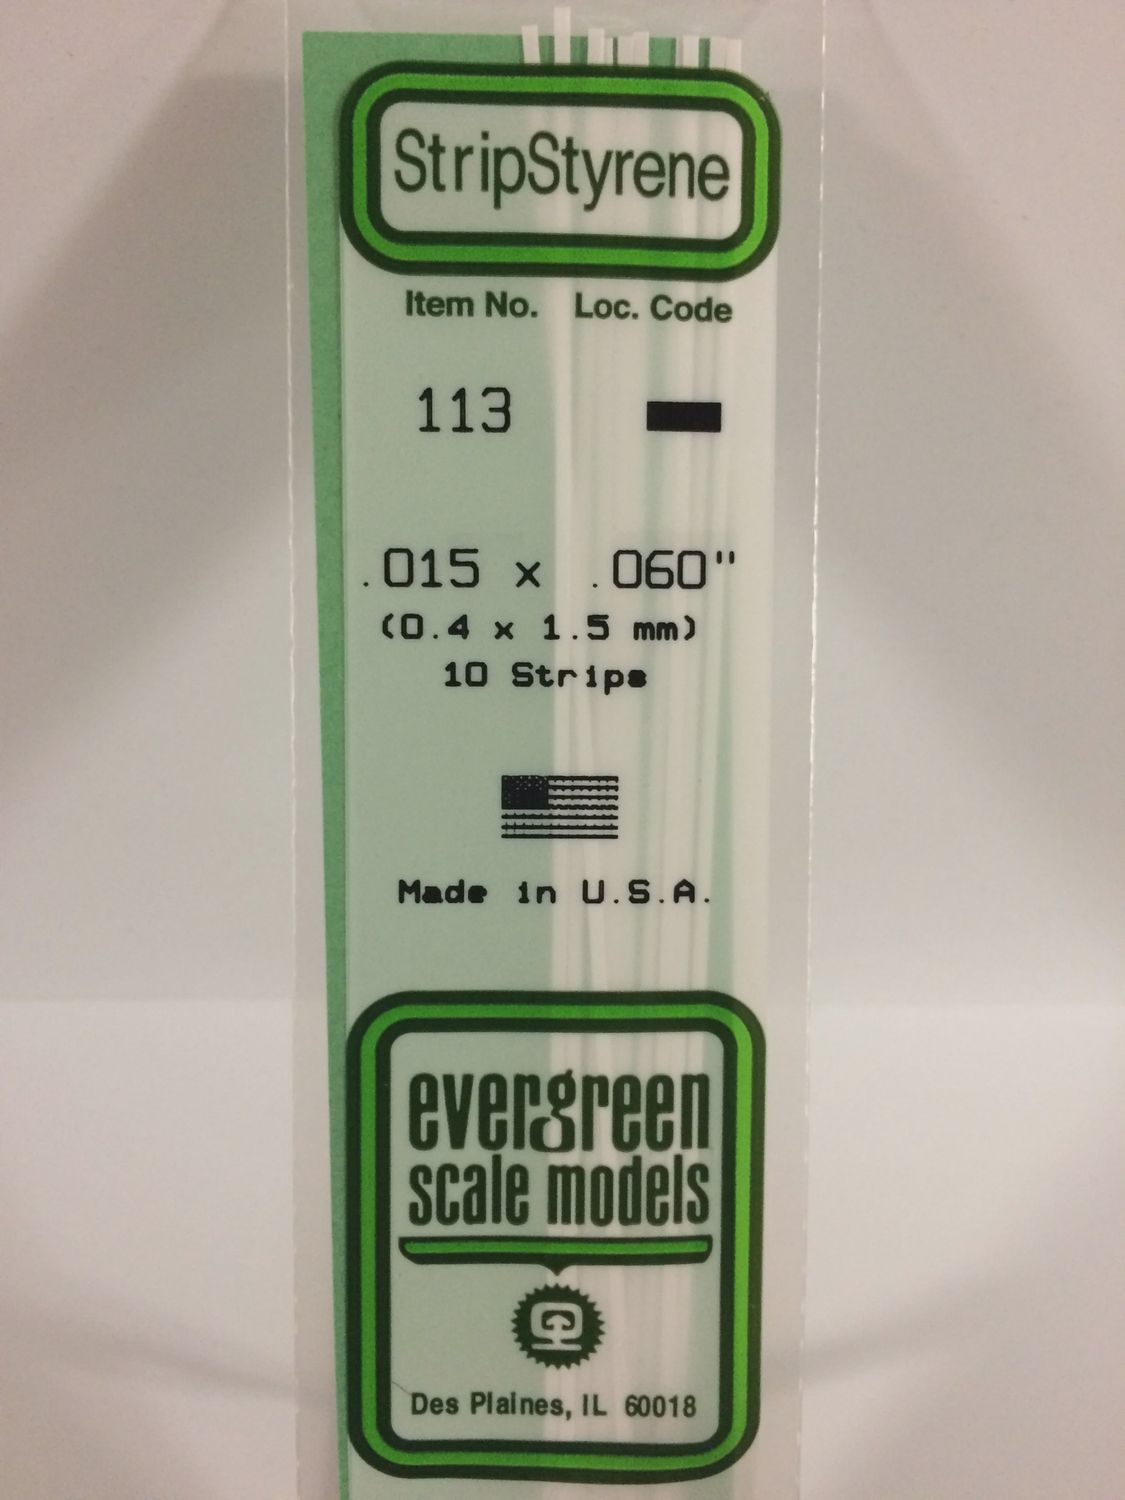 StripStyrene
Item No. Loc. Code
113
.015 x .060"
(0.4 x 1.5 mm)
10 Strips
Made in U.S.A.
evergreen
scale models
Des Plaines, IL 60018